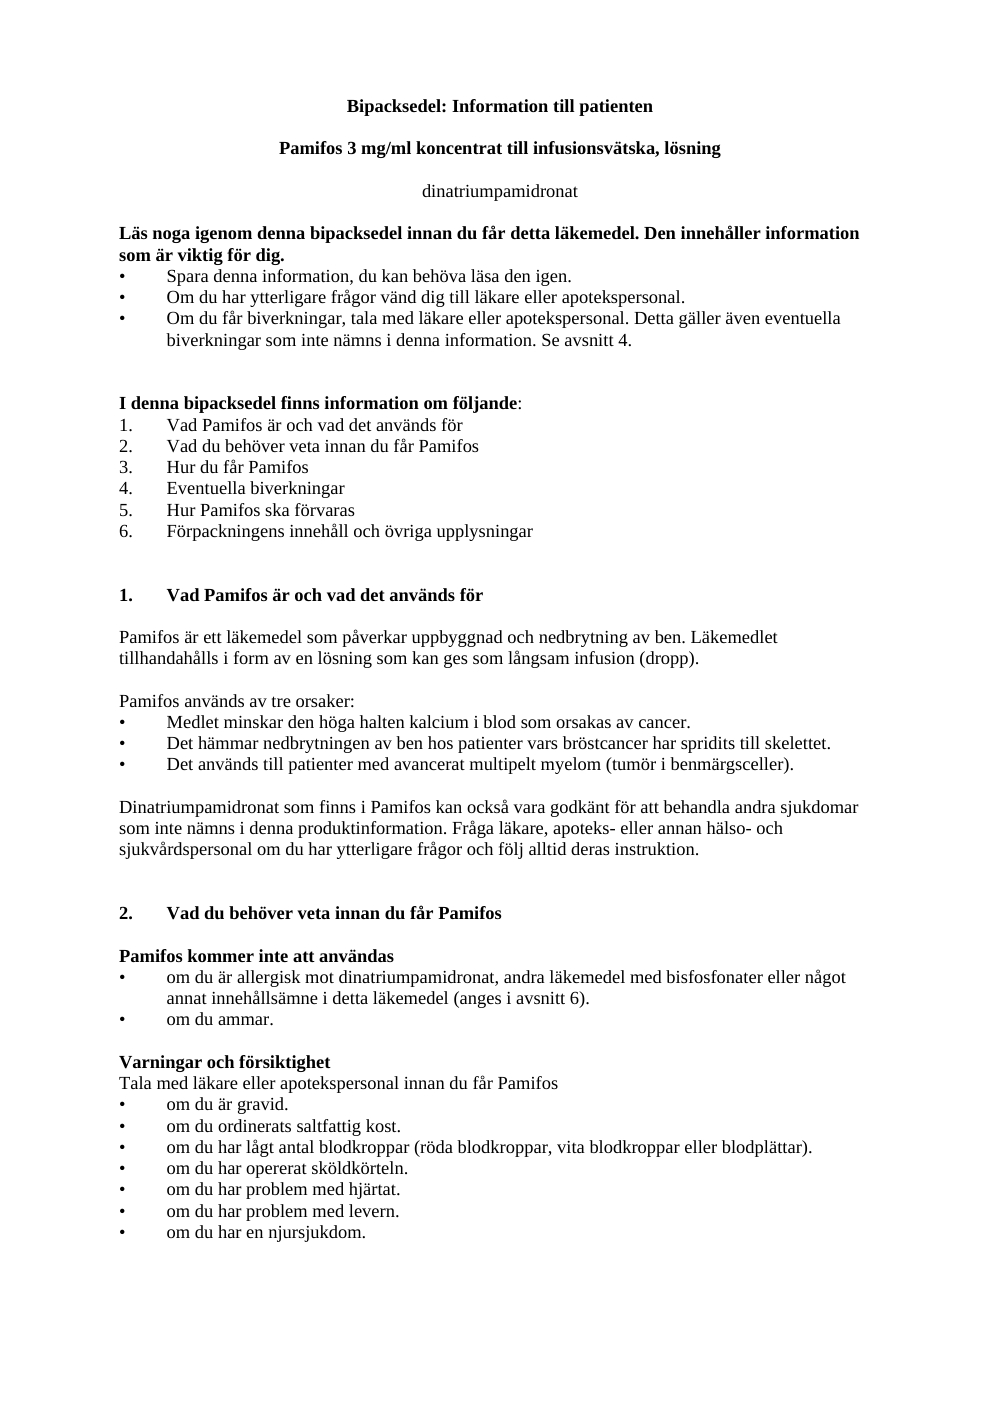 Bipacksedel: Information till patienten
Pamifos 3 mg/ml koncentrat till infusionsvätska, lösning
dinatriumpamidronat
Läs noga igenom denna bipacksedel innan du får detta läkemedel. Den innehåller information
som är viktig för dig.
• Spara denna information, du kan behöva läsa den igen.
• Om du har ytterligare frågor vänd dig till läkare eller apotekspersonal.
• Om du får biverkningar, tala med läkare eller apotekspersonal. Detta gäller även eventuella
biverkningar som inte nämns i denna information. Se avsnitt 4.
I denna bipacksedel finns information om följande:
1. Vad Pamifos är och vad det används för
2. Vad du behöver veta innan du får Pamifos
3. Hur du får Pamifos
4. Eventuella biverkningar
5. Hur Pamifos ska förvaras
6. Förpackningens innehåll och övriga upplysningar
1. Vad Pamifos är och vad det används för
Pamifos är ett läkemedel som påverkar uppbyggnad och nedbrytning av ben. Läkemedlet
tillhandahålls i form av en lösning som kan ges som långsam infusion (dropp).
Pamifos används av tre orsaker:
• Medlet minskar den höga halten kalcium i blod som orsakas av cancer.
• Det hämmar nedbrytningen av ben hos patienter vars bröstcancer har spridits till skelettet.
• Det används till patienter med avancerat multipelt myelom (tumör i benmärgsceller).
Dinatriumpamidronat som finns i Pamifos kan också vara godkänt för att behandla andra sjukdomar
som inte nämns i denna produktinformation. Fråga läkare, apoteks- eller annan hälso- och
sjukvårdspersonal om du har ytterligare frågor och följ alltid deras instruktion.
2. Vad du behöver veta innan du får Pamifos
Pamifos kommer inte att användas
• om du är allergisk mot dinatriumpamidronat, andra läkemedel med bisfosfonater eller något
annat innehållsämne i detta läkemedel (anges i avsnitt 6).
• om du ammar.
Varningar och försiktighet
Tala med läkare eller apotekspersonal innan du får Pamifos
• om du är gravid.
• om du ordinerats saltfattig kost.
• om du har lågt antal blodkroppar (röda blodkroppar, vita blodkroppar eller blodplättar).
• om du har opererat sköldkörteln.
• om du har problem med hjärtat.
• om du har problem med levern.
• om du har en njursjukdom.